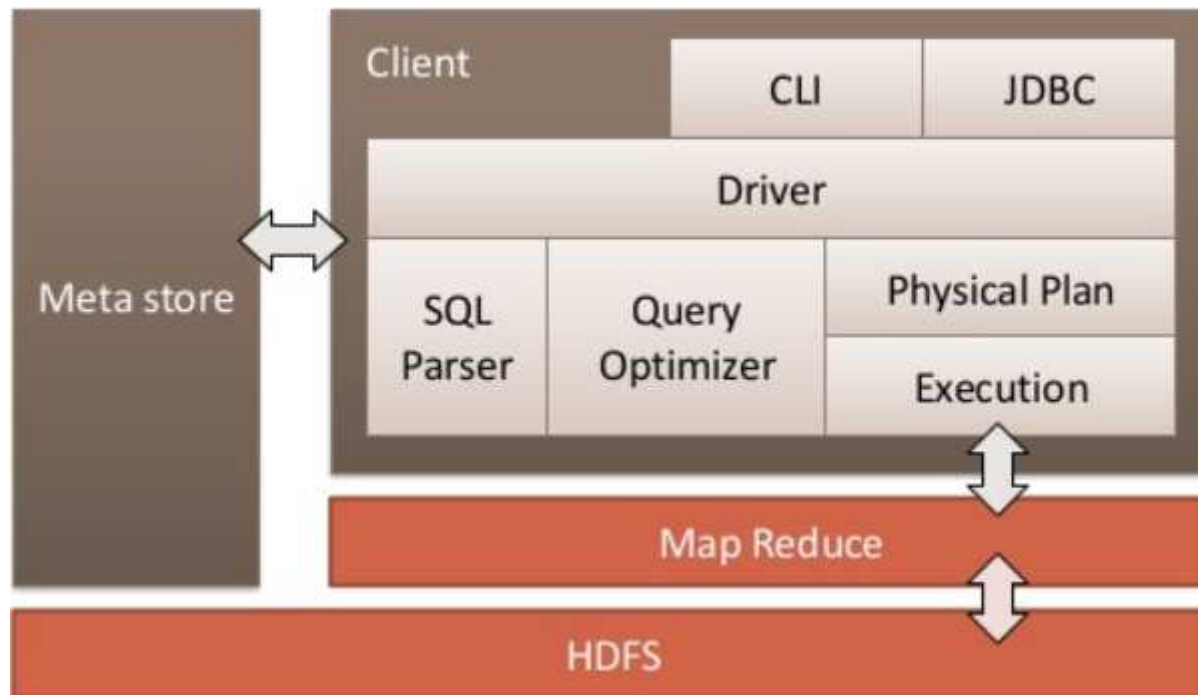 Client
CLI
JDBC
Driver
Meta store
SQL
Parser
Query
Optimizer
Physical Plan
Execution
Map Reduce
HDFS